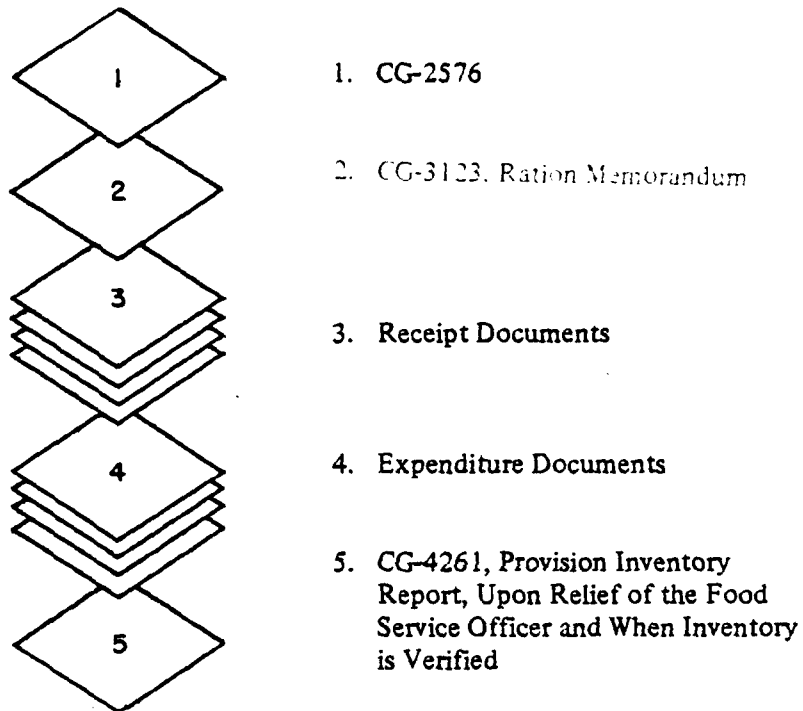 1
1. CG-2576
2
2. CG-3123, Ration Memorandum
3
3. Receipt Documents
4
4. Expenditure Documents
5
5. CG-4261, Provision Inventory
Report, Upon Relief of the Food
Service Officer and When Inventory
is Verified